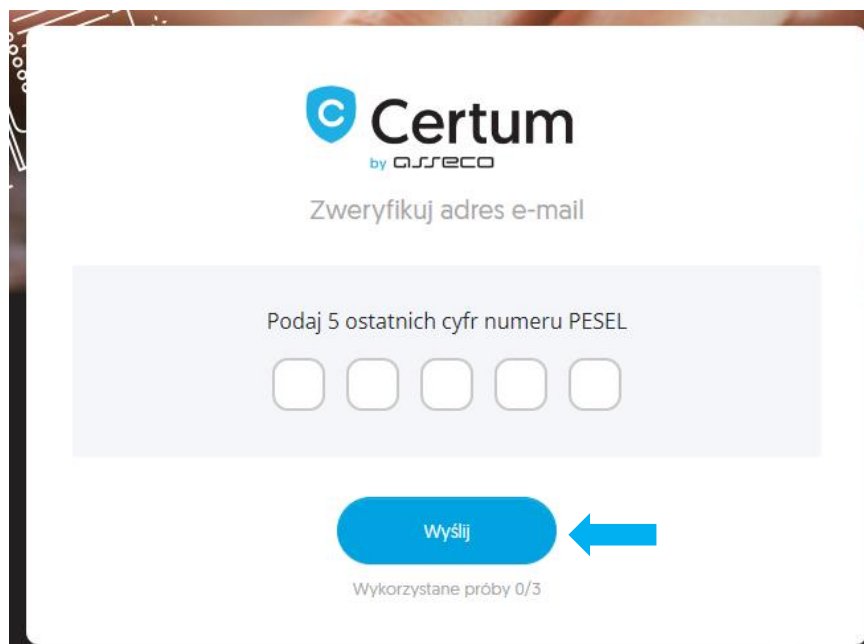 Certum
by asseco
Zweryfikuj adres e-mail
Podaj 5 ostatnich cyfr numeru PESEL
Wyślij
Wykorzystane próby 0/3